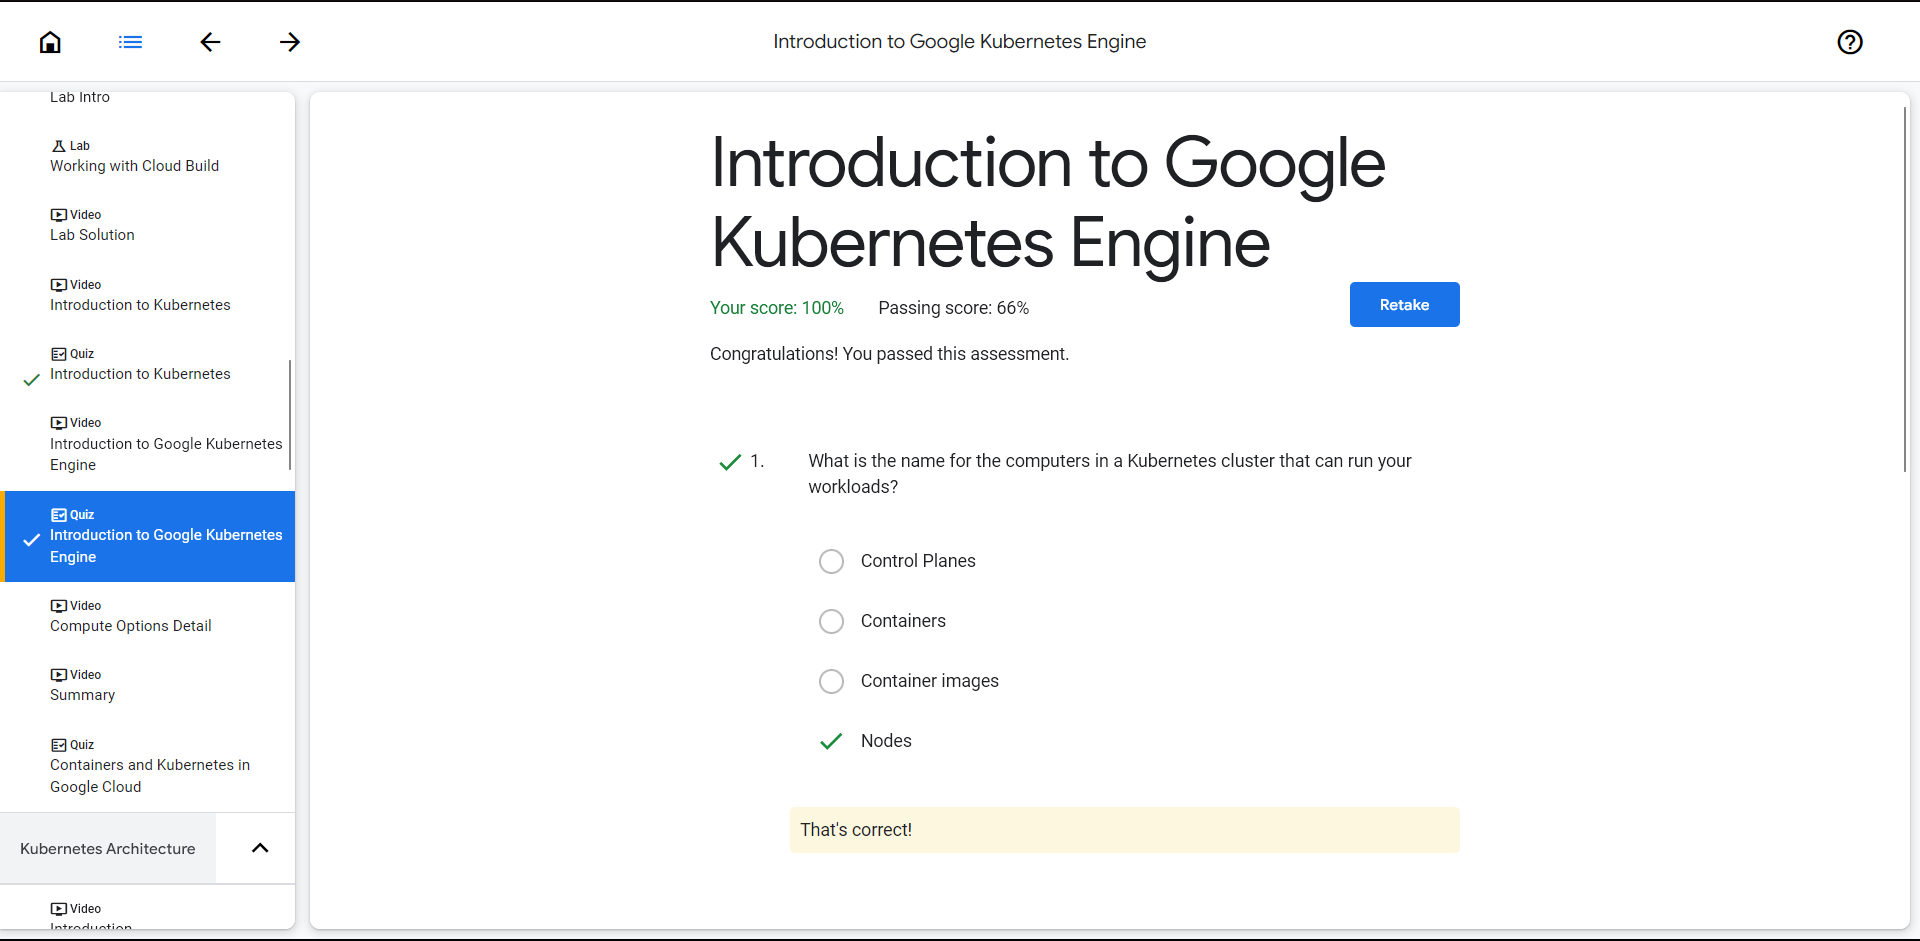 Introduction to Google Kubernetes Engine
Lab Intro
Lab
Working with Cloud Build
Video
Lab Solution
Video
Introduction to Kubernetes
Quiz
Introduction to Kubernetes
Video
Introduction to Google Kubernetes
Engine
Quiz
Introduction to Google Kubernetes
Engine
Video
Compute Options Detail
Video
Summary
Quiz
Containers and Kubernetes in
Google Cloud
Kubernetes Architecture
Video
Introduction
Introduction to Google
Kubernetes Engine
Your score: 100% Passing score: 66%
Retake
Congratulations! You passed this assessment.
1. What is the name for the computers in a Kubernetes cluster that can run your
workloads?
Control Planes
Containers
Container images
Nodes
That's correct!